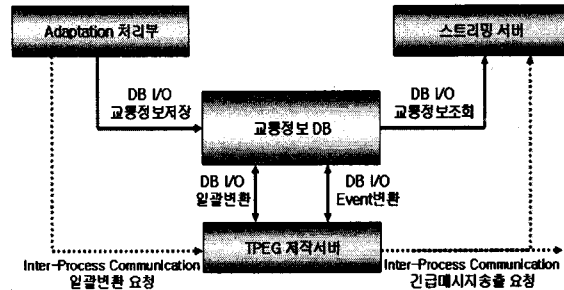 Adaptation 처리부
스트리밍 서버
DB I/O
교통정보저장
DB I/O
교통정보조회
교통정보 DB
DB I/O
일괄변환
DB I/O
Event변환
TPEG 제작서버
Inter-Process Communication
일괄변환 요청
Inter-Process Communication
긴급메시지송출 요청